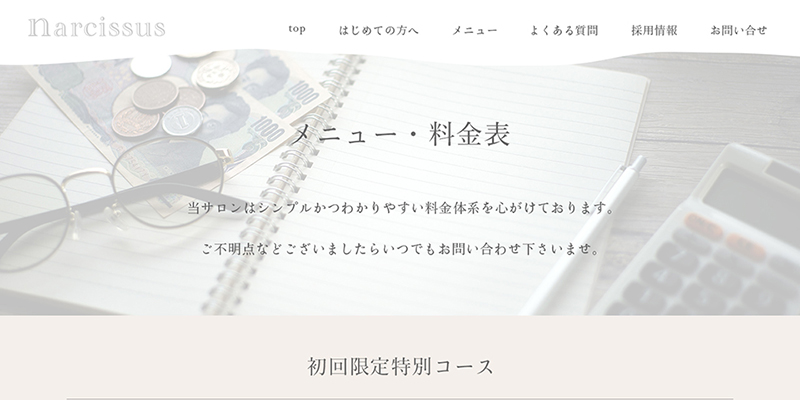 narcissus
top はじめての方へ メニュー よくある質問 採用情報 お問い合せ
1000
1000
メニュー・料金表
当サロンはシンプルかつわかりやすい料金体系を心がけております。
ご不明点などございましたらいつでもお問い合わせ下さいませ。
初回限定特別コース